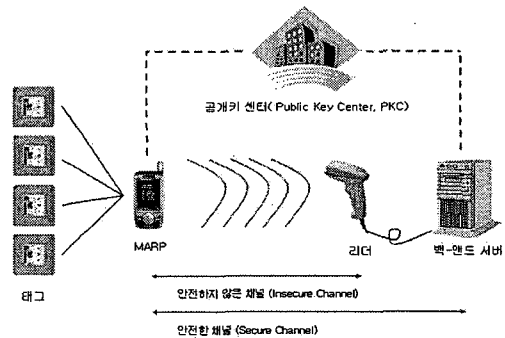 공개키 센터( Public Key Center, PKC)
태그
MARP
리더
백-앤드 서버
안전하지 않은 채널 (Insecure Channel)
안전한 채널 (Secure Channel)